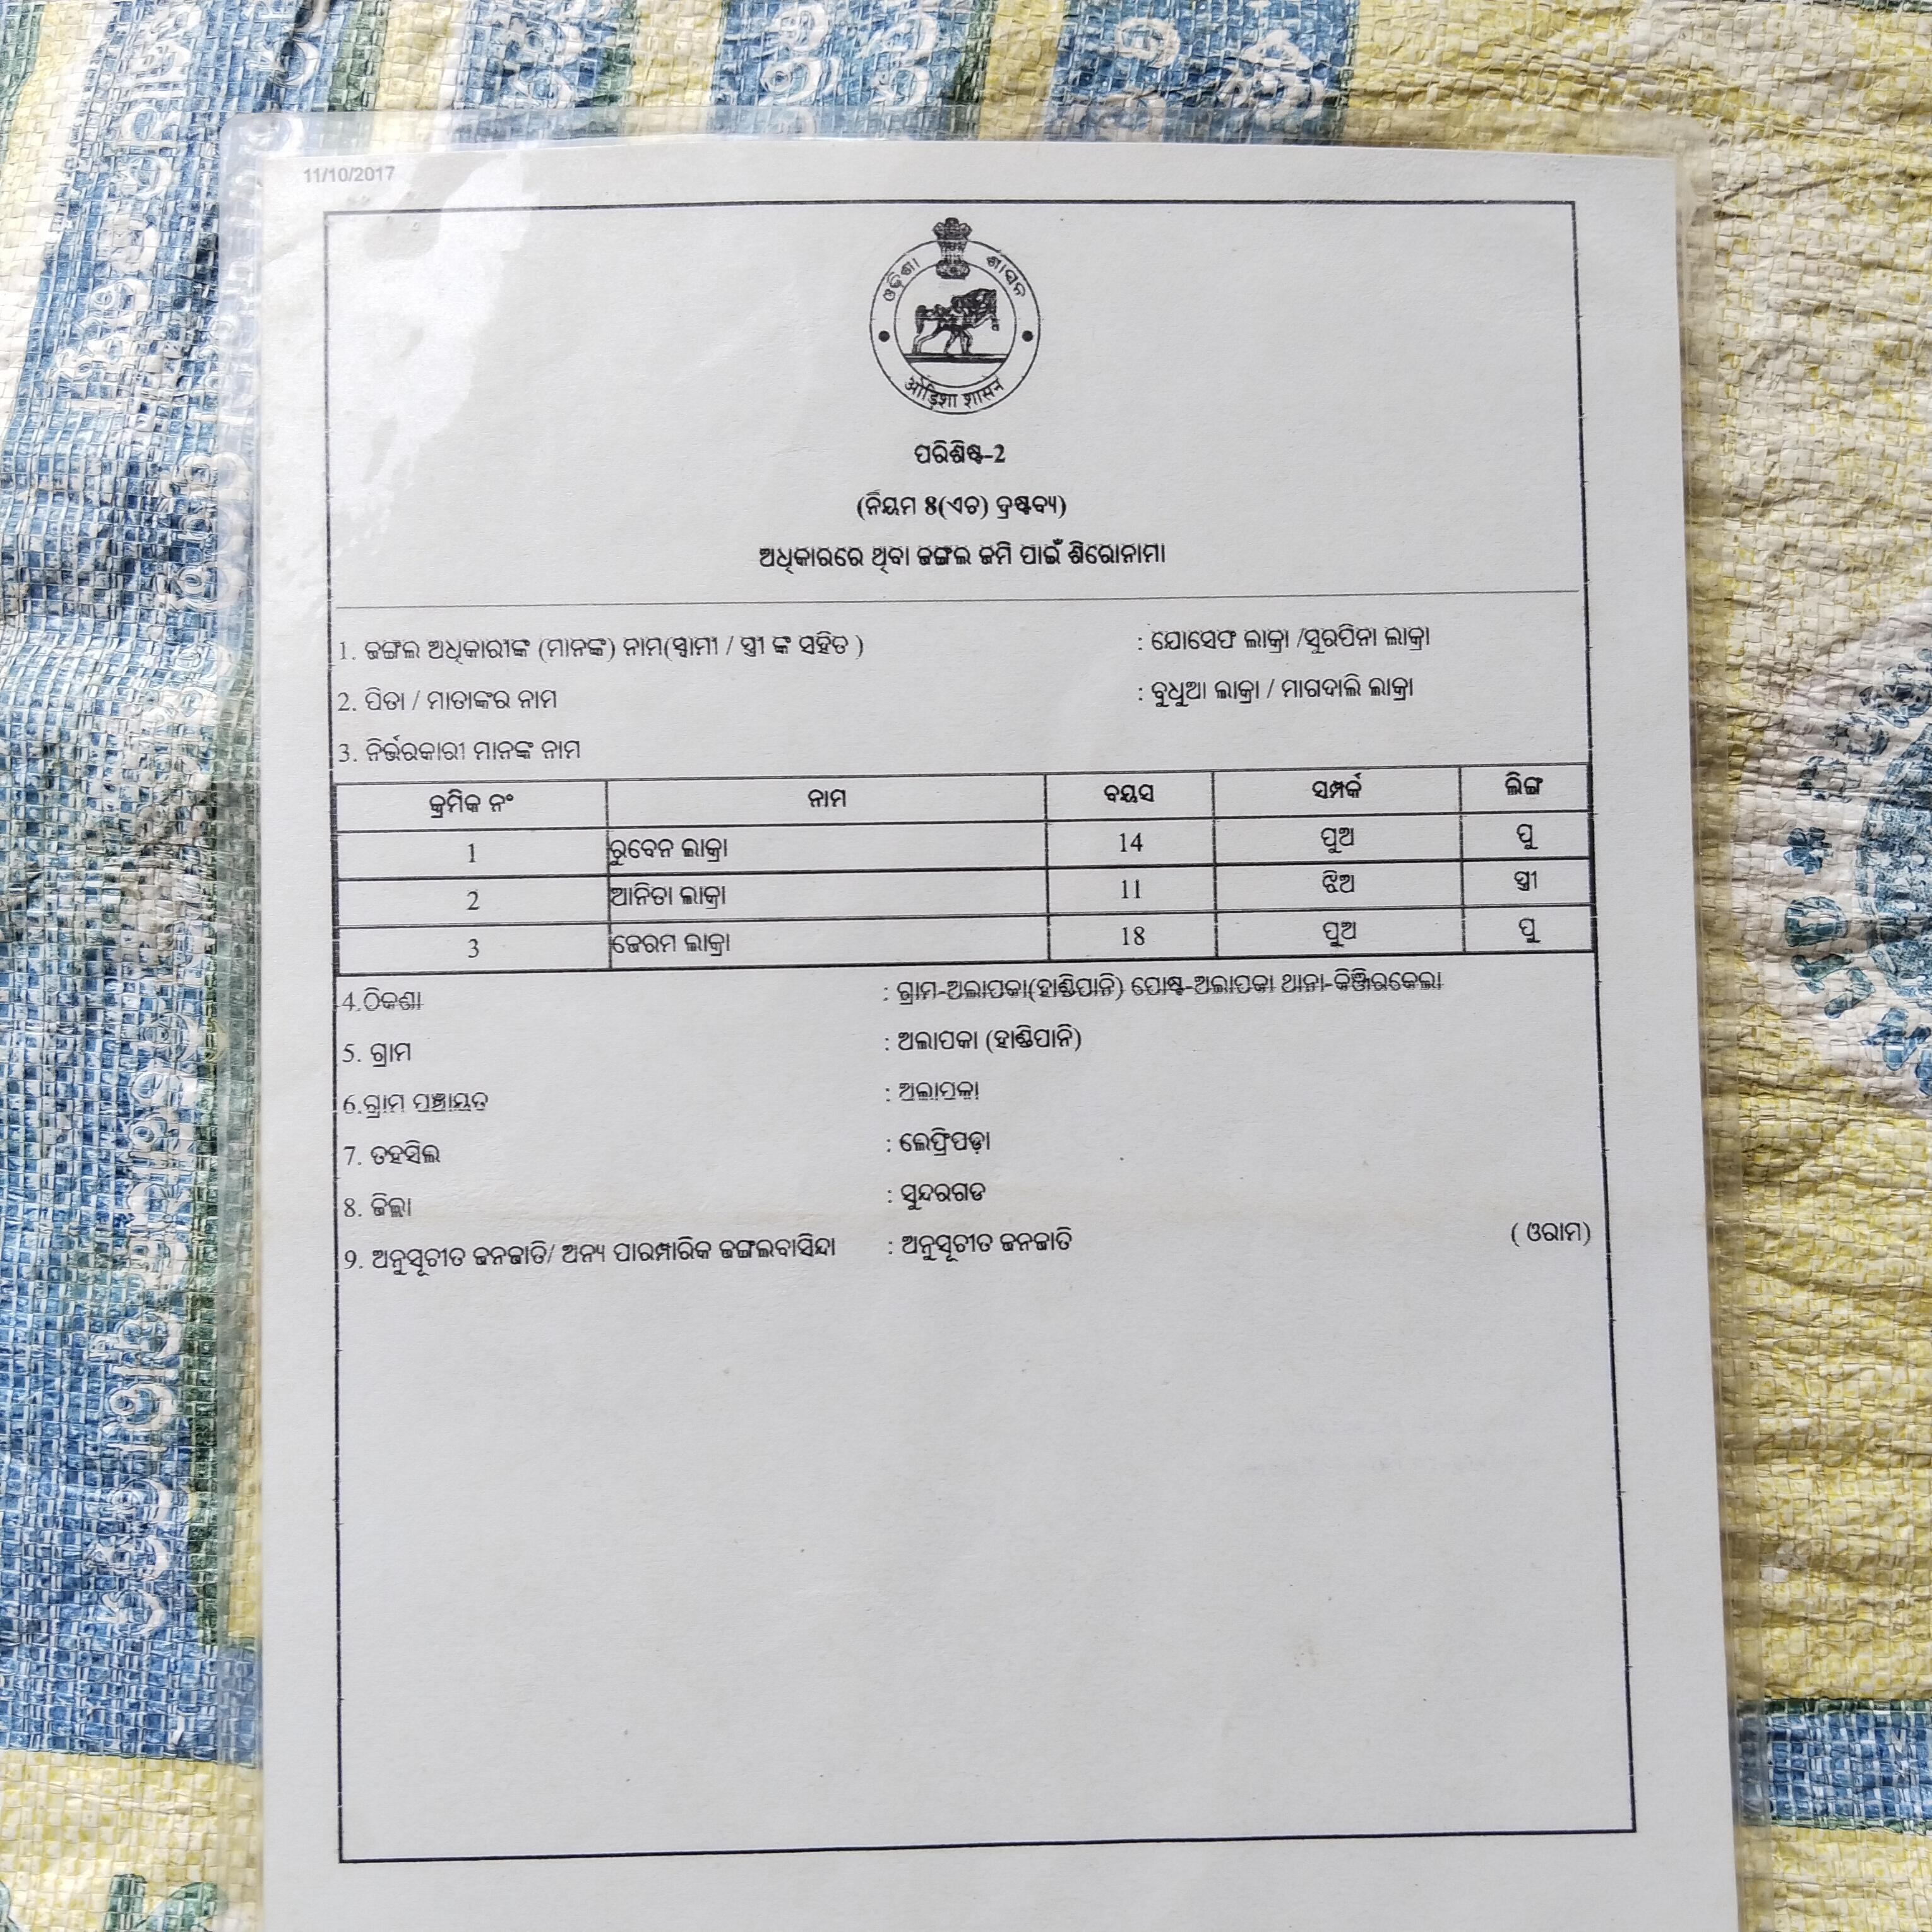 11/10/2017
ଓଡ଼ିଶା ଶାସନ
ओड़िशा शासन
ପରିଶିଷ୍ଟ-2
(ନିୟମ 8(ଏଚ) ଦ୍ରଷ୍ଟବ୍ୟ)
ଅଧିକାରରେ ଥିବା ଜଙ୍ଗଲ ଜମି ପାଇଁ ଶିରୋନାମା
1. ଜଙ୍ଗଲ ଅଧିକାରୀଙ୍କ (ମାନଙ୍କ) ନାମ(ସ୍ଵାମୀ / ସ୍ତ୍ରୀ ଙ୍କ ସହିତ ) : ଯୋସେଫ ଲାକ୍ରା /ସୁରପିନା ଲାକ୍ରା
2. ପିତା / ମାତାଙ୍କର ନାମ : ବୁଧୁଆ ଲାକ୍ରା / ମାଗଦାଲି ଲାକ୍ରା
3. ନିର୍ଭରକାରୀ ମାନଙ୍କ ନାମ
କ୍ରମିକ ନଂ ନାମ ବୟସ ସମ୍ପର୍କ ଲିଙ୍ଗ
1 ରୁବେନ ଲାକ୍ରା 14 ପୁଅ ପୁ
2 ଆନିତା ଲାକ୍ରା 11 ଝିଅ ସ୍ତ୍ରୀ
3 ଜେରମ ଲାକ୍ରା 18 ପୁଅ ପୁ
4.ଠିକଣା : ଗ୍ରାମ-ଅଲାପକା(ହାଣ୍ଡିପାନି) ପୋଷ୍ଟ-ଅଲାପକା ଥାନା-କିଞ୍ଜିରକେଲା
5. ଗ୍ରାମ : ଅଲାପକା (ହାଣ୍ଡିପାନି)
6.ଗ୍ରାମ ପଞ୍ଚାୟତ : ଅଲାପକା
7. ତହସିଲ : ଲେଫ୍ରିପଡ଼ା
8. ଜିଲ୍ଲା : ସୁନ୍ଦରଗଡ
9. ଅନୁସୂଚୀତ ଜନଜାତି/ ଅନ୍ୟ ପାରମ୍ପାରିକ ଜଙ୍ଗଲବାସିନ୍ଦା : ଅନୁସୂଚୀତ ଜନଜାତି ( ଓରାମ)